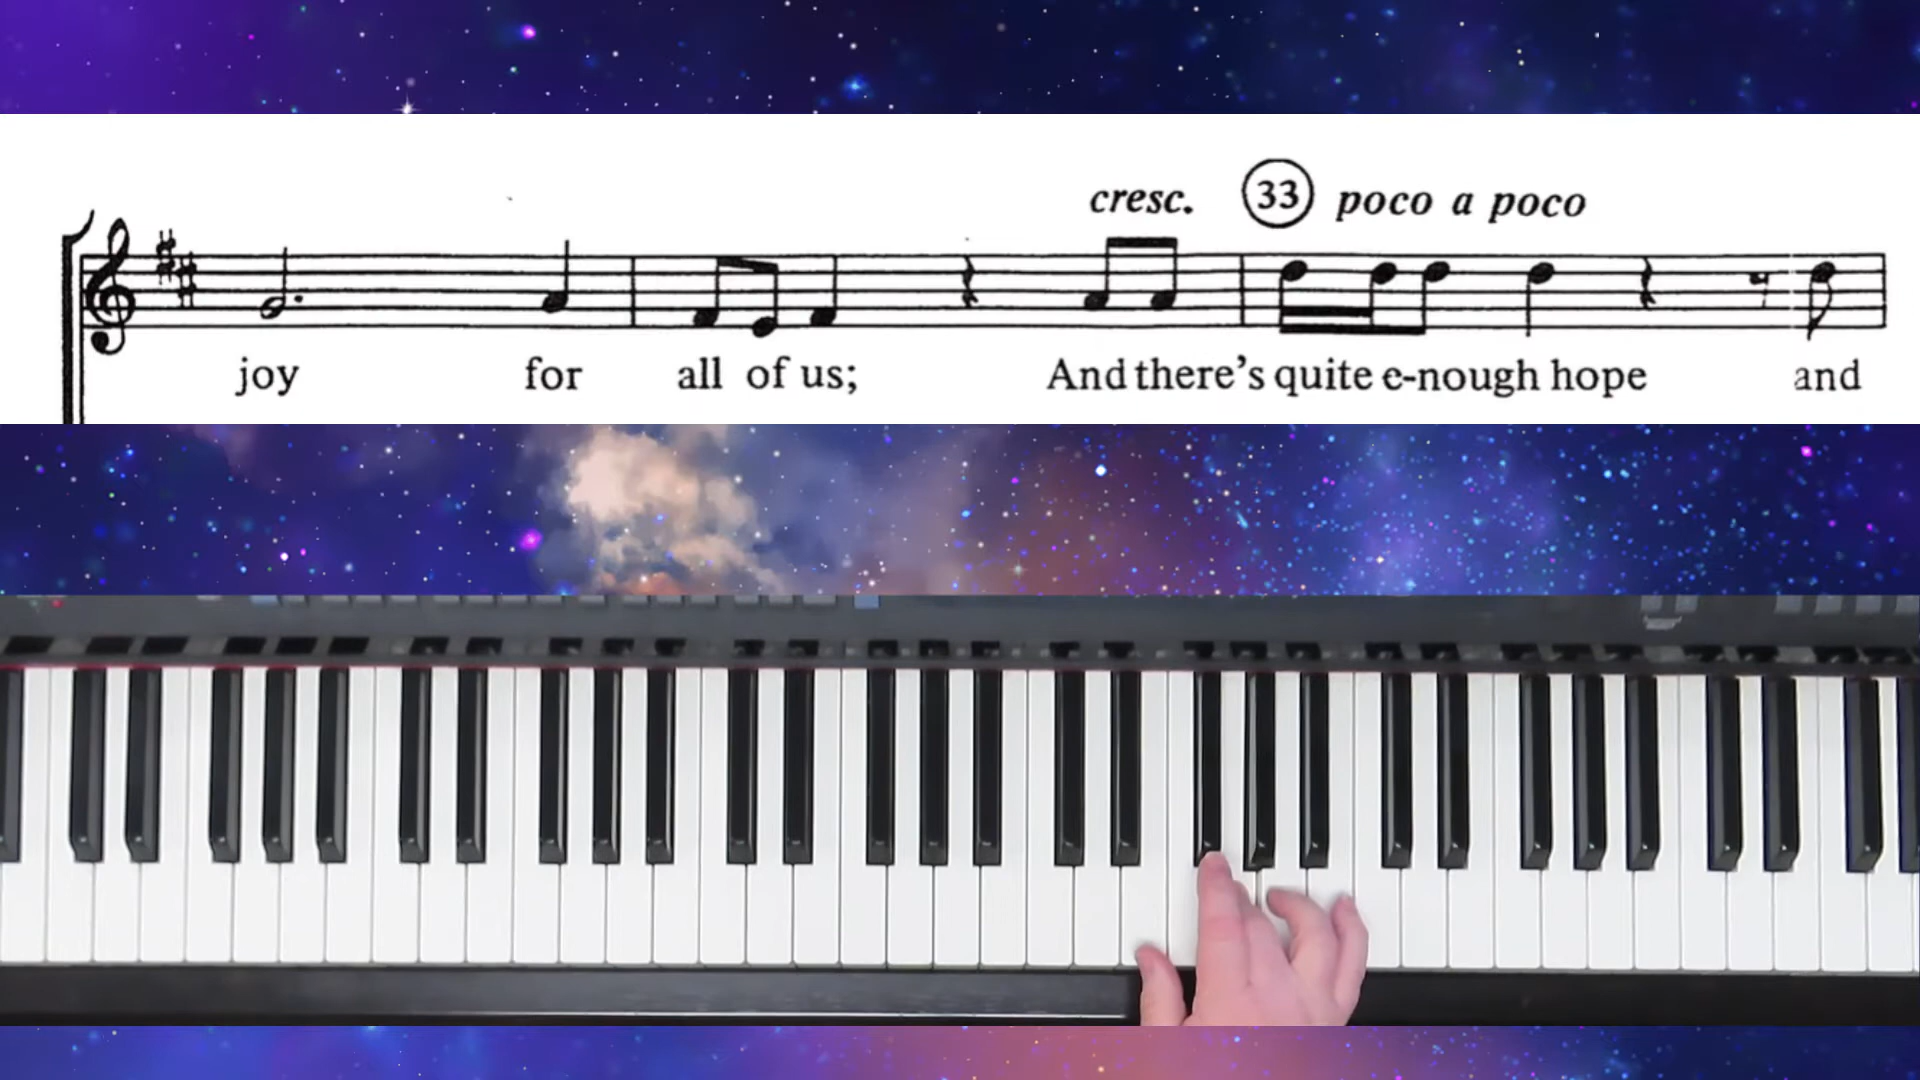 cresc. 33 poco a poco
joy for all of us; And there's quite e-nough hope and